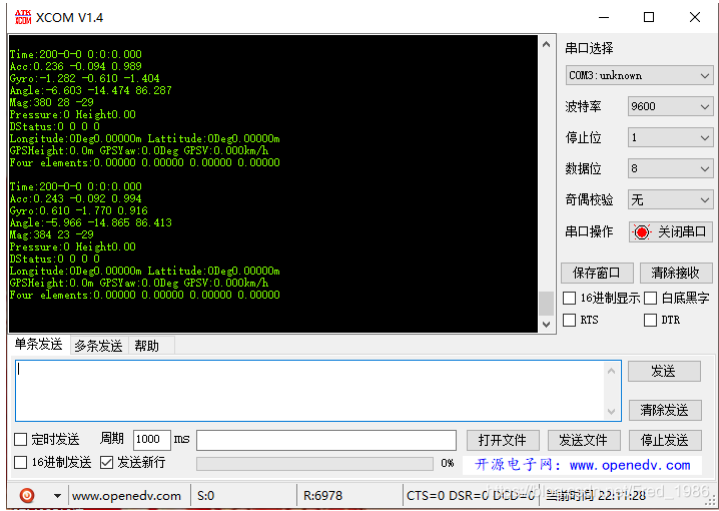 ATK XCOM XCOM V1.4
Time:200-0-0 0:0:0.000
Acc:0.236 -0.094 0.989
Gyro:-1.282 -0.610 -1.404
Angle:-6.603 -14.474 86.287
Mag:380 28 -29
Pressure:0 Height0.00
DStatus:0 0 0 0
Longitude:0Deg0.00000m Lattitude:0Deg0.00000m
GPSHeight:0.0m GPSYaw:0.0Deg GPSV:0.000km/h
Four elements:0.00000 0.00000 0.00000 0.00000
Time:200-0-0 0:0:0.000
Acc:0.243 -0.092 0.994
Gyro:0.610 -1.770 0.916
Angle:-5.966 -14.865 86.413
Mag:384 23 -29
Pressure:0 Height0.00
DStatus:0 0 0 0
Longitude:0Deg0.00000m Lattitude:0Deg0.00000m
GPSHeight:0.0m GPSYaw:0.0Deg GPSV:0.000km/h
Four elements:0.00000 0.00000 0.00000 0.00000
串口选择
COM3:unknown
波特率 9600
停止位 1
数据位 8
奇偶校验 无
串口操作 关闭串口
保存窗口 清除接收
16进制显示 白底黑字
RTS DTR
单条发送 多条发送 帮助
发送
清除发送
定时发送 周期 1000 ms 打开文件 发送文件 停止发送
16进制发送 发送新行 0% 开源电子网：www.openedv.com
www.openedv.com S:0 R:6978 CTS=0 DSR=0 DCD=0 当前时间 22:11:28